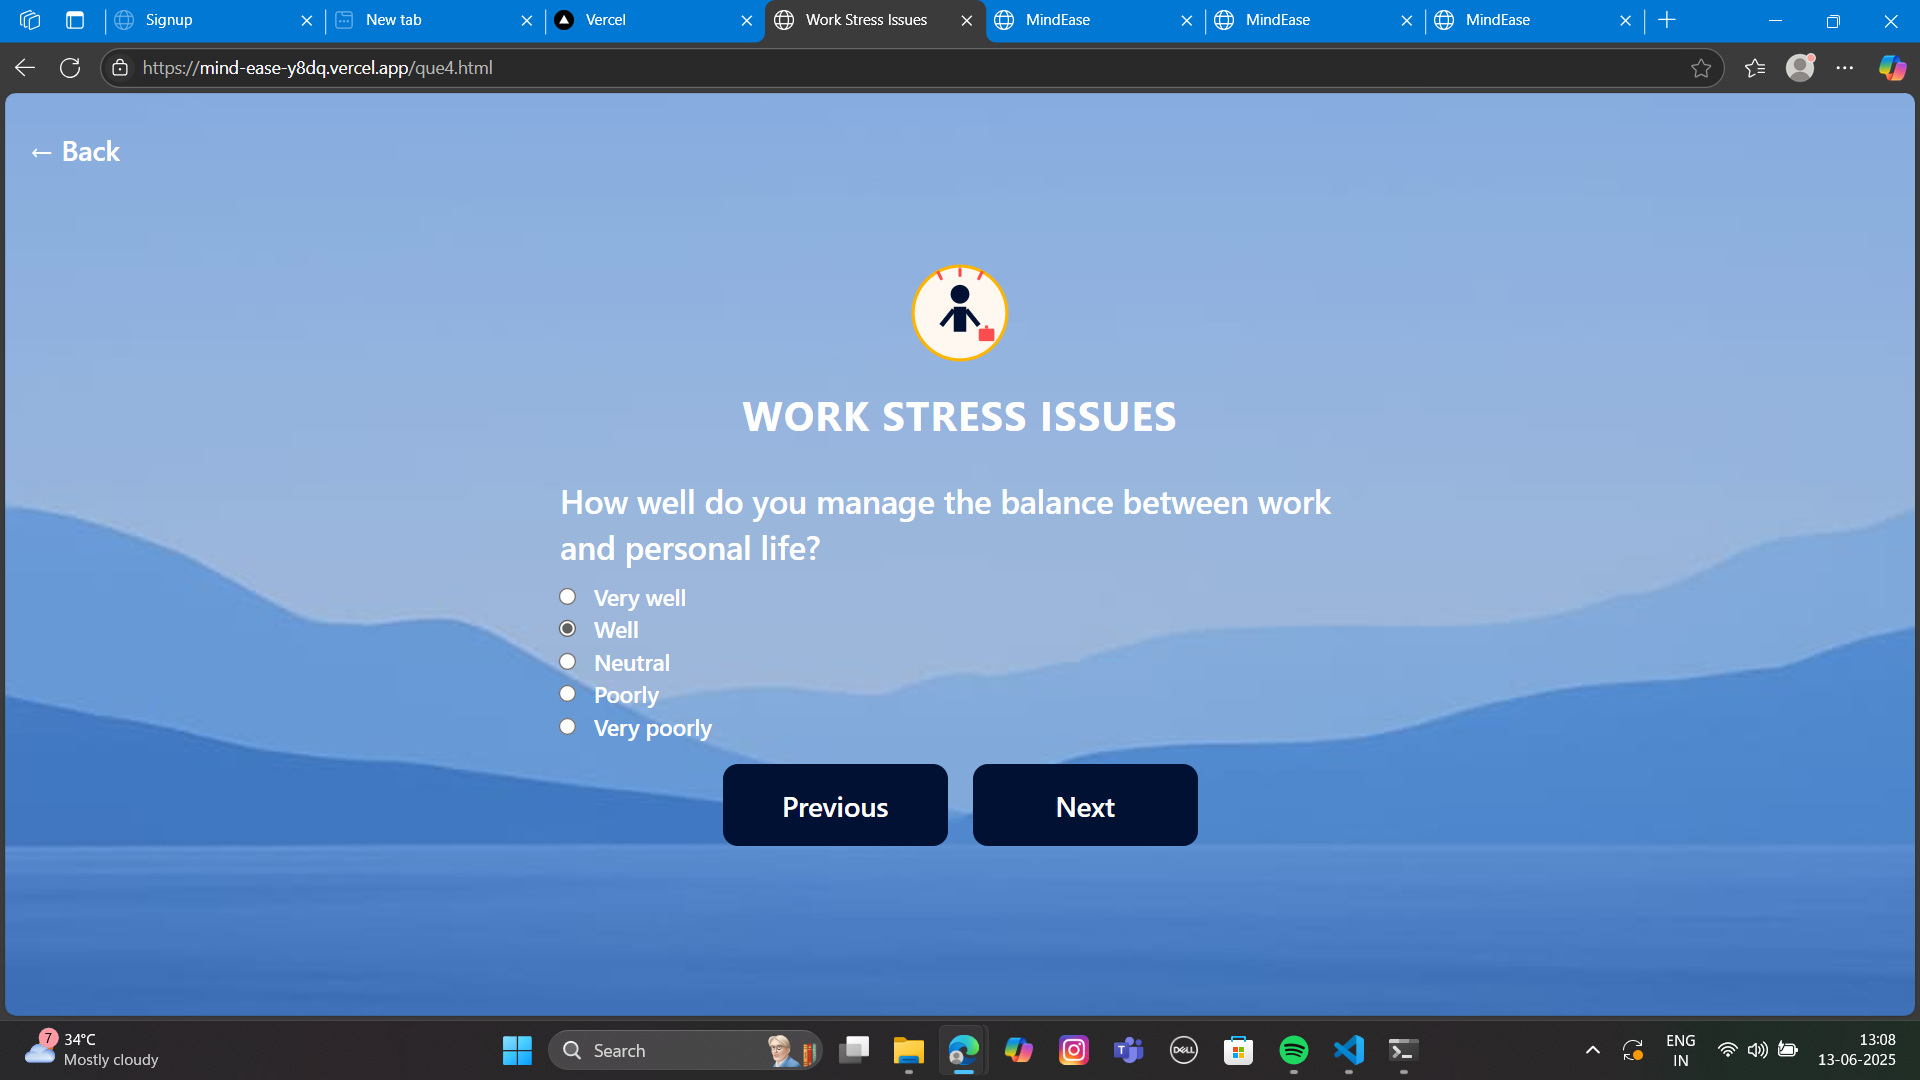 Signup
New tab
Vercel
Work Stress Issues
MindEase
MindEase
MindEase
https://mind-ease-y8dq.vercel.app/que4.html
← Back
WORK STRESS ISSUES
How well do you manage the balance between work
and personal life?
Very well
Well
Neutral
Poorly
Very poorly
Previous
Next
7
34°C
Mostly cloudy
Search
DELL
ENG
IN
13:08
13-06-2025